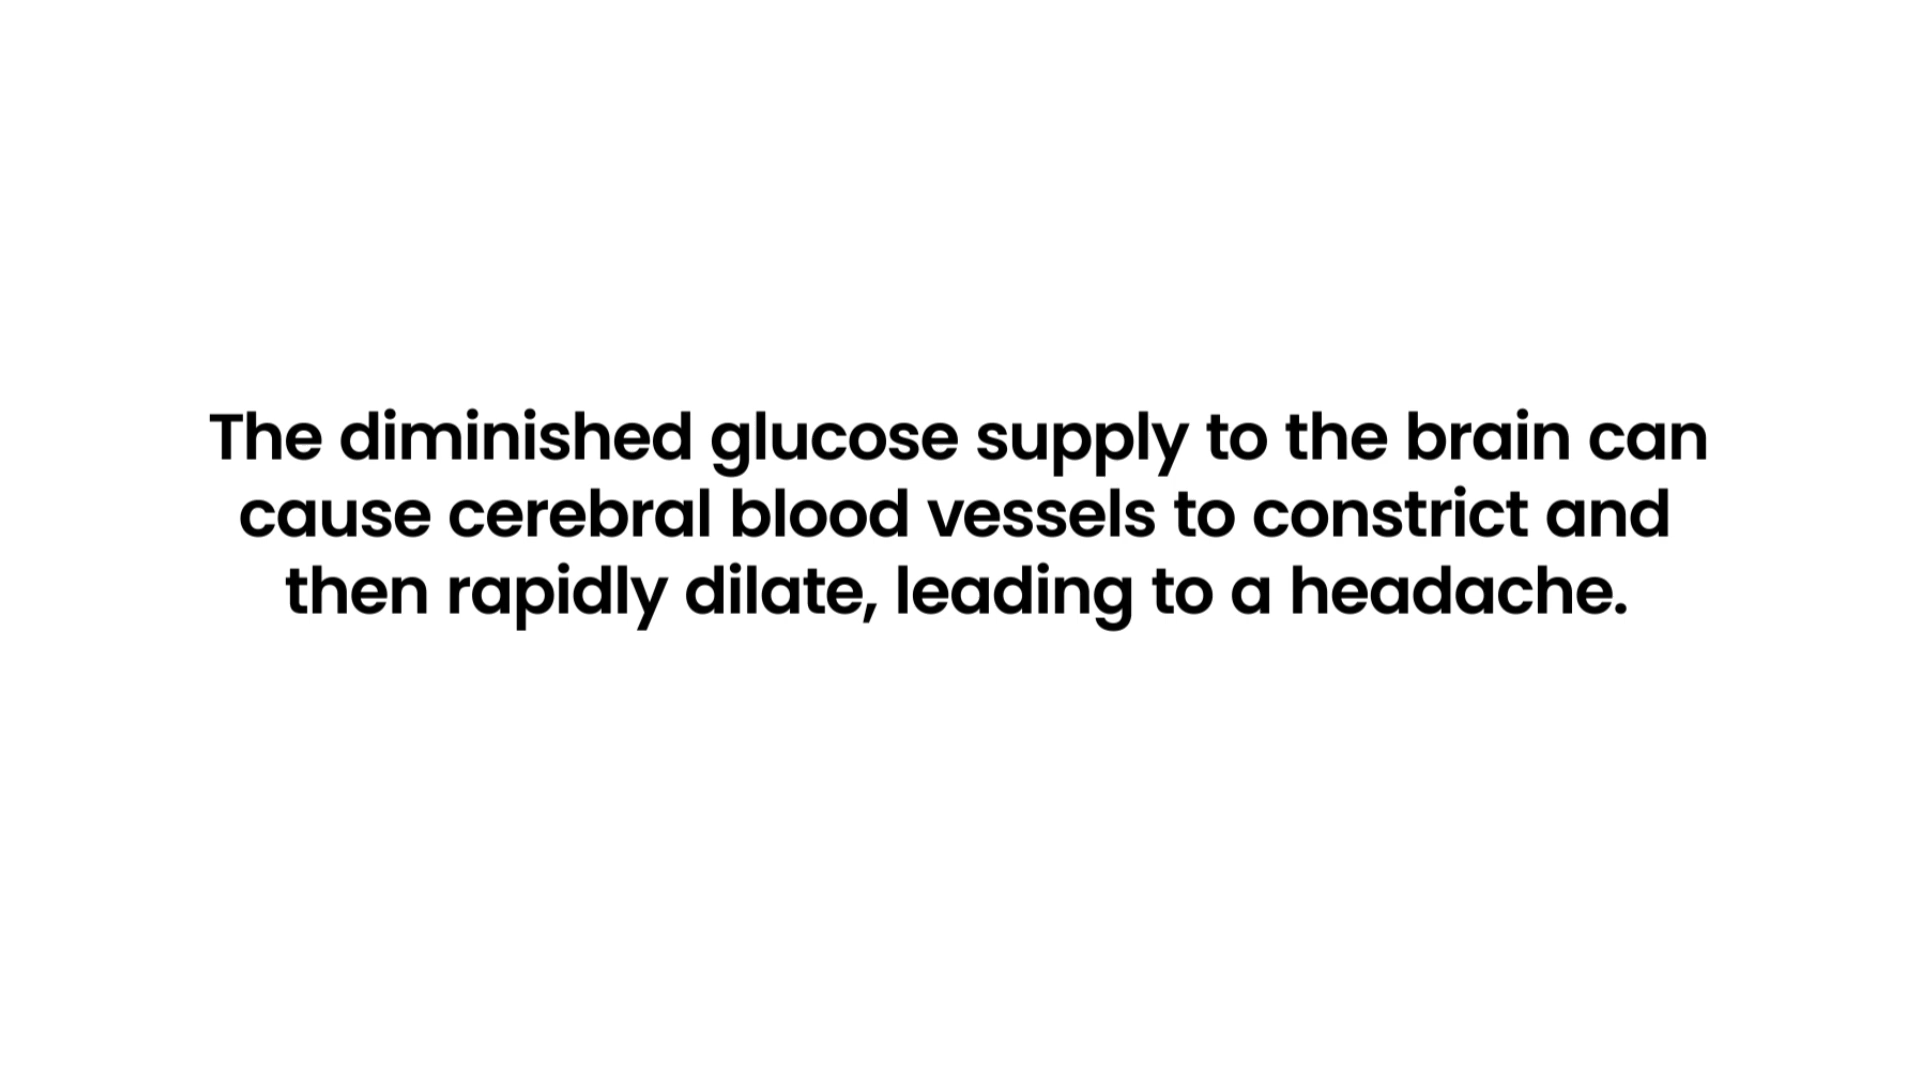 The diminished glucose supply to the brain can
cause cerebral blood vessels to constrict and
then rapidly dilate, leading to a headache.